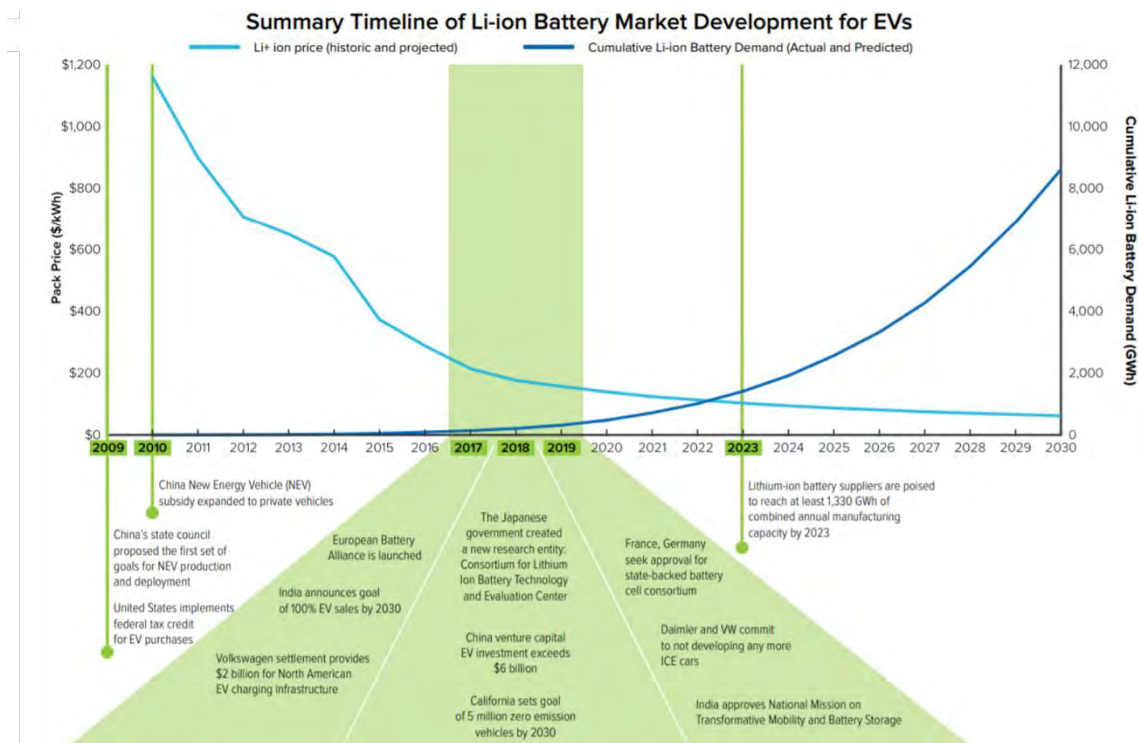 Summary Timeline of Li-ion Battery Market Development for EVs
Li+ ion price (historic and projected)
Cumulative Li-ion Battery Demand (Actual and Predicted)
Pack Price ($/kWh)
$1,200
$1,000
$800
$600
$400
$200
$0
12,000
10,000
8,000
6,000
4,000
2,000
0
Cumulative Li-ion Battery Demand (GWh)
2009 2010 2011 2012 2013 2014 2015 2016 2017 2018 2019 2020 2021 2022 2023 2024 2025 2026 2027 2028 2029 2030
China New Energy Vehicle (NEV)
subsidy expanded to private vehicles
China's state council
proposed the first set of
goals for NEV production
and deployment
United States implements
federal tax credit
for EV purchases
European Battery
Alliance is launched
India announces goal
of 100% EV sales by 2030
Volkswagen settlement provides
$2 billion for North American
EV charging infrastructure
The Japanese
government created
a new research entity:
Consortium for Lithium
Ion Battery Technology
and Evaluation Center
China venture capital
EV investment exceeds
$6 billion
California sets goal
of 5 million zero emission
vehicles by 2030
France, Germany
seek approval for
state-backed battery
cell consortium
Daimler and VW commit
to not developing any more
ICE cars
India approves National Mission on
Transformative Mobility and Battery Storage
Lithium-ion battery suppliers are poised
to reach at least 1,330 GWh of
combined annual manufacturing
capacity by 2023